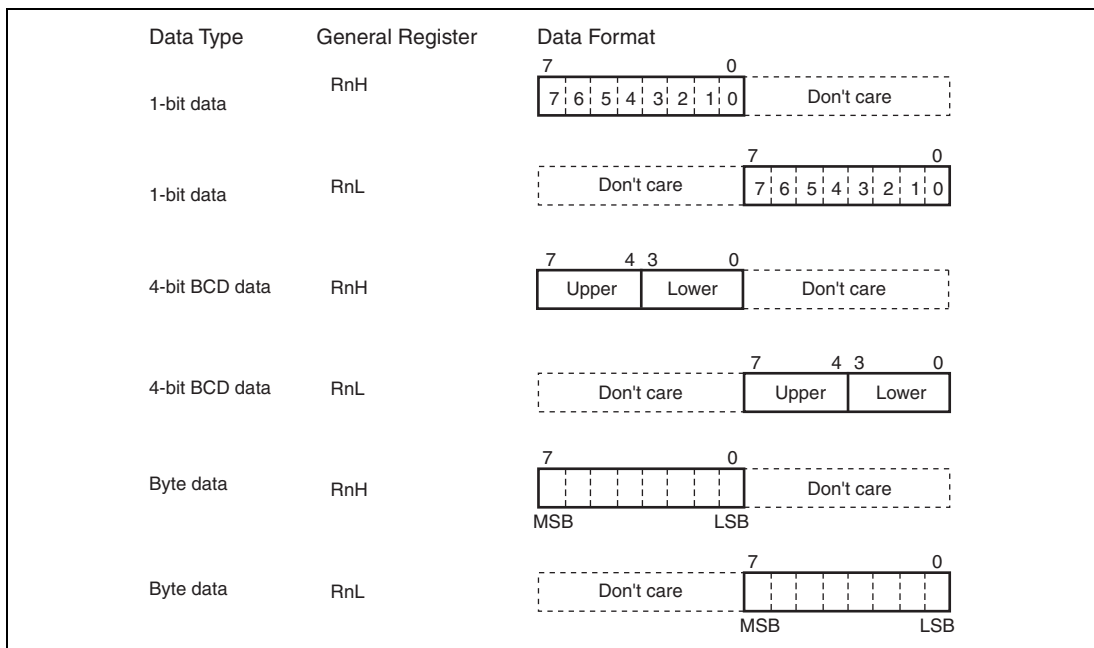 Data Type General Register Data Format
7 0
1-bit data RnH 7 6 5 4 3 2 1 0 Don't care
7 0
1-bit data RnL Don't care 7 6 5 4 3 2 1 0
7 4 3 0
4-bit BCD data RnH Upper Lower Don't care
7 4 3 0
4-bit BCD data RnL Don't care Upper Lower
7 0
Byte data RnH Don't care
MSB LSB
7 0
Byte data RnL Don't care
MSB LSB